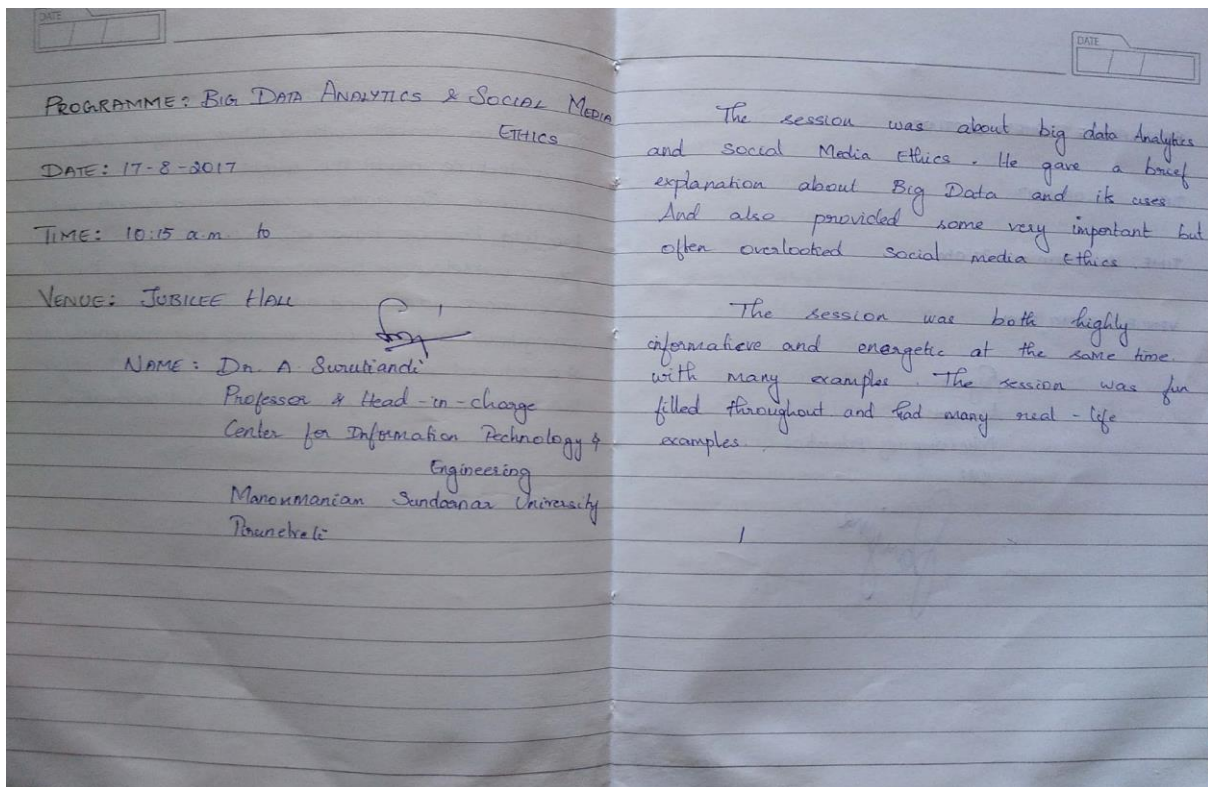 DATE
PROGRAMME: BIG DATA ANALYTICS & SOCIAL MEDIA
ETHICS
DATE: 17-8-2017
TIME: 10:15 a.m to
VENUE: JUBILEE HALL
NAME: Dr. A. Suruliandi
Professor & Head-in-charge
Center for Information Technology &
Engineering
Manonmanian Sundaranar University
Tirunelveli
DATE
The session was about big data Analytics
and social Media Ethics. He gave a brief
explanation about Big Data and its uses
And also provided some very important but
often overlooked social media Ethics.
The session was both highly
informatieve and energetic at the same time.
with many examples. The session was fun
filled throughout and had many real-life
examples.